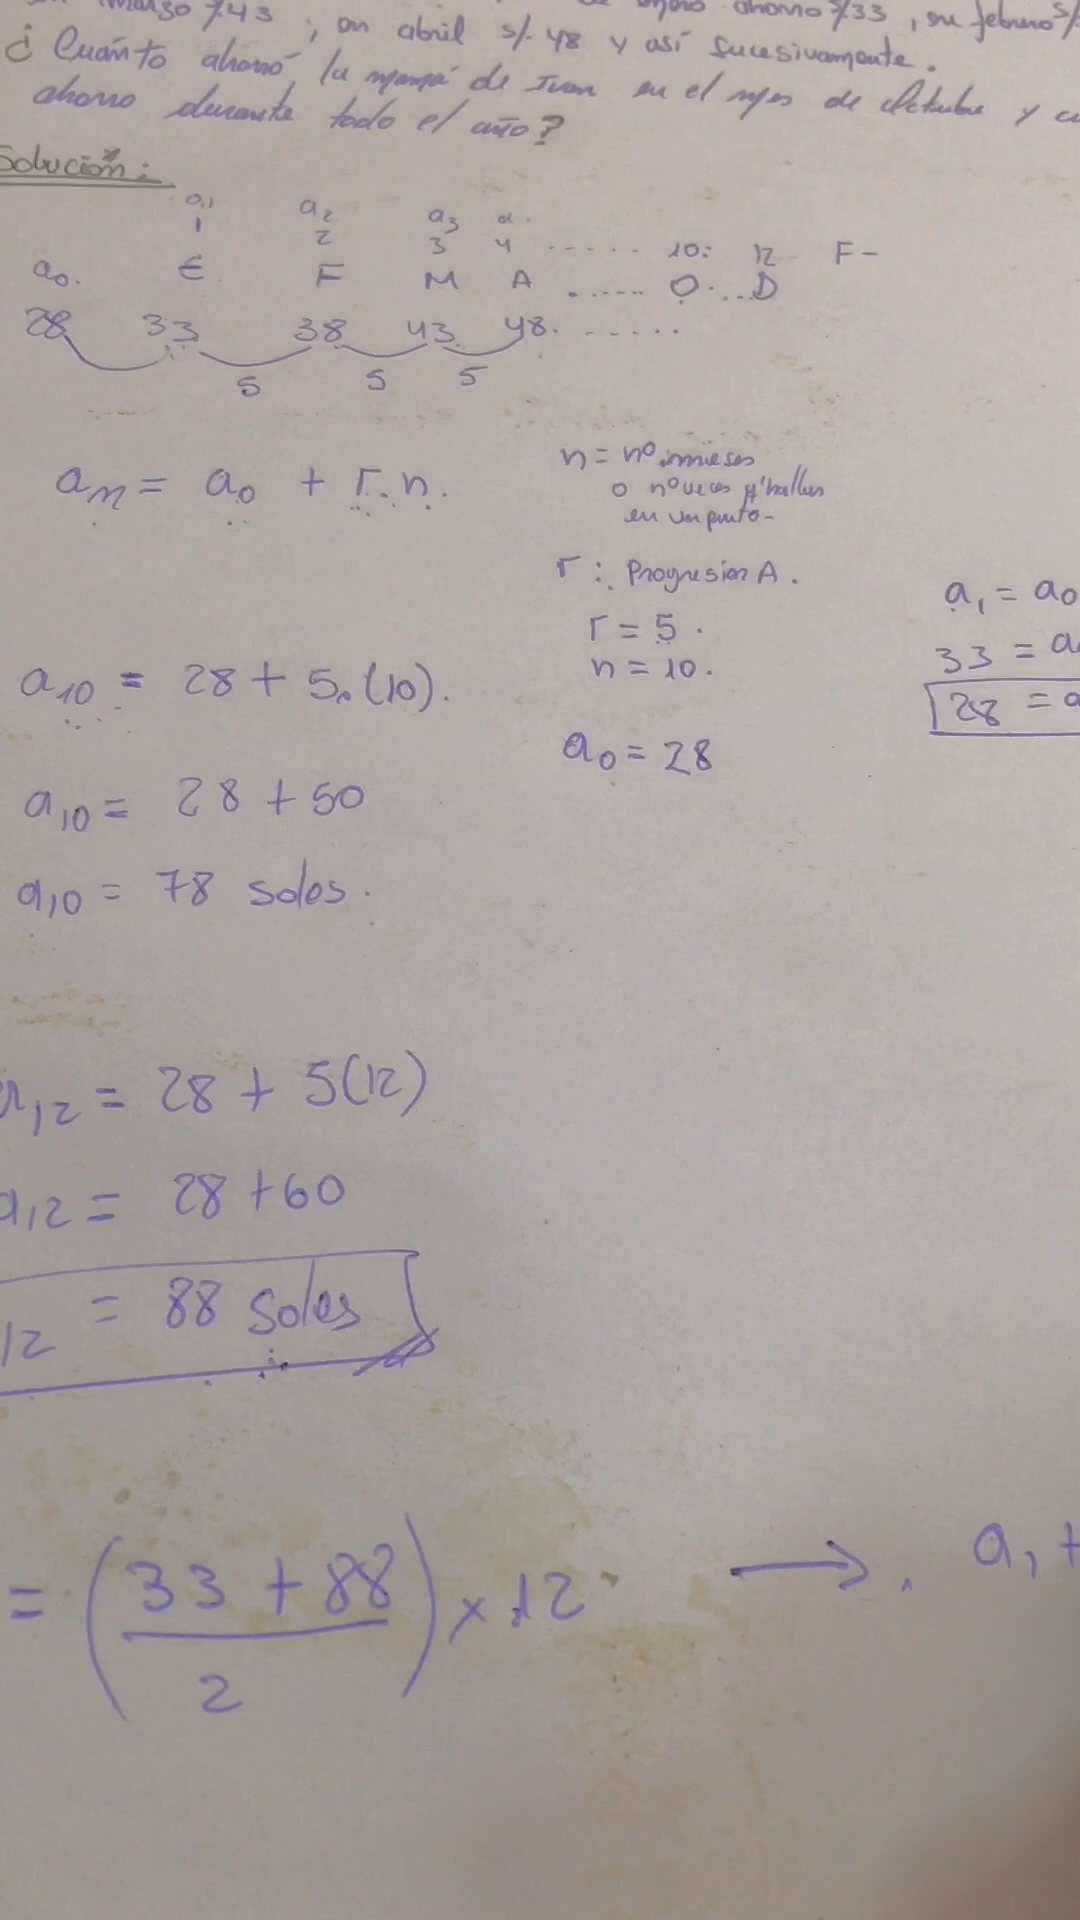 marzo s/.43 ; en abril s/. 48 y así sucesivamente.
ahorro s/.33, en febrero s/.
¿Cuánto ahorró la mamá de Ivan en el mes de Octubre y
ahorro durante todo el año?
Solución:
a1 a2 a3 a.
1 2 3 4 ...... 10: 12 F-
a0. E F M A ...... O....D
28 33 38 43 48. ......
5 5 5
an = a0 + r.n.
n = nº meses
o nº veces
en un punto-
r : Progresión A.
r = 5.
n = 10.
a0 = 28
a1 = a0
33 = a
28 = a
a10 = 28 + 5.(10).
a10 = 28 + 50
a10 = 78 soles.
a12 = 28 + 5(12)
a12 = 28 + 60
12 = 88 soles
= (33 + 88 / 2) x 12 → . a1 +